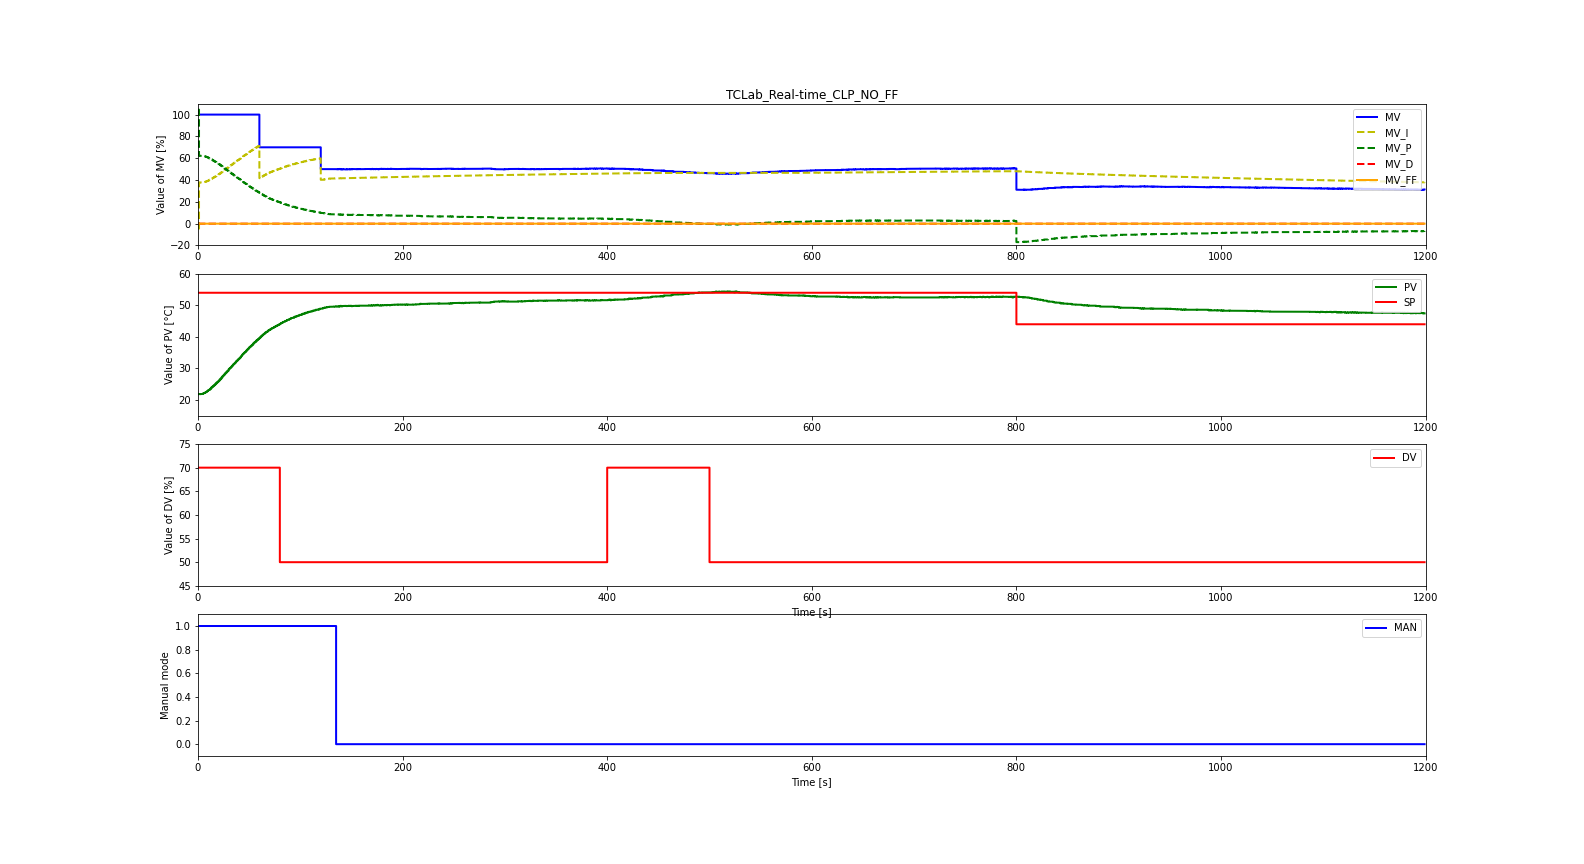 TCLab_Real-time_CLP_NO_FF
Value of MV [%]
100
80
60
40
20
0
−20
MV
MV_I
MV_P
MV_D
MV_FF
0 200 400 600 800 1000 1200
Value of PV [°C]
60
50
40
30
20
PV
SP
0 200 400 600 800 1000 1200
Value of DV [%]
75
70
65
60
55
50
45
DV
0 200 400 600 800 1000 1200
Time [s]
Manual mode
1.0
0.8
0.6
0.4
0.2
0.0
MAN
0 200 400 600 800 1000 1200
Time [s]